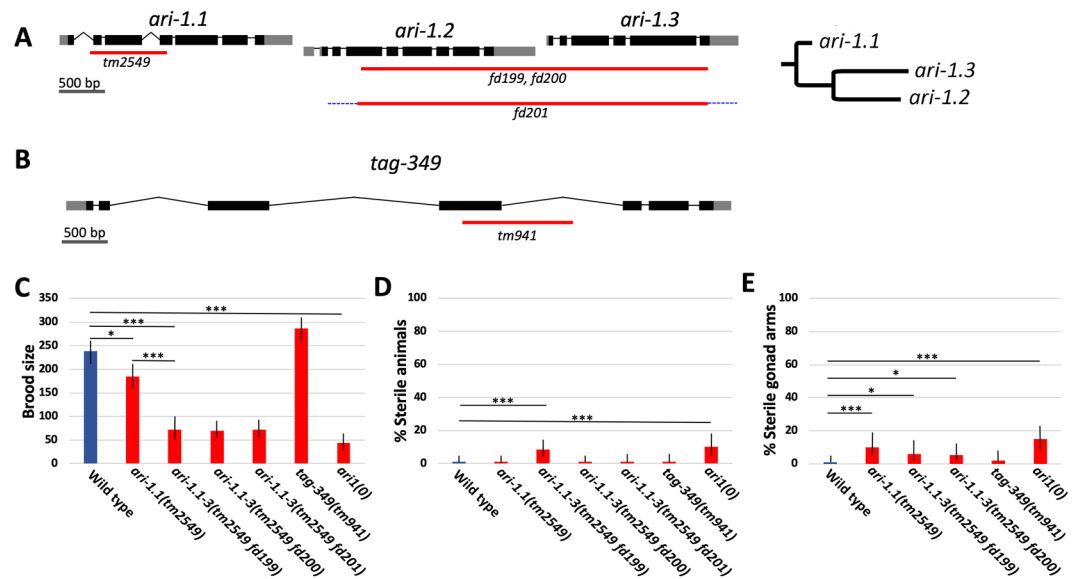 A
ari-1.1
ari-1.2
ari-1.3
tm2549
500 bp
fd199, fd200
fd201
ari-1.1
ari-1.3
ari-1.2
B
tag-349
500 bp
tm941
C
350
300
250
200
150
100
50
0
Brood size
***
***
*
***
Wild type
ari-1.1(tm2549)
ari-1.1-3(tm2549 fd199)
ari-1.1-3(tm2549 fd200)
ari-1.1-3(tm2549 fd201)
tag-349(tm941)
ari1(0)
D
100
80
60
40
20
0
% Sterile animals
***
***
Wild type
ari-1.1(tm2549)
ari-1.1-3(tm2549 fd199)
ari-1.1-3(tm2549 fd200)
ari-1.1-3(tm2549 fd201)
tag-349(tm941)
ari1(0)
E
100
80
60
40
20
0
% Sterile gonad arms
***
*
*
***
Wild type
ari-1.1(tm2549)
ari-1.1-3(tm2549 fd199)
ari-1.1-3(tm2549 fd200)
tag-349(tm941)
ari1(0)